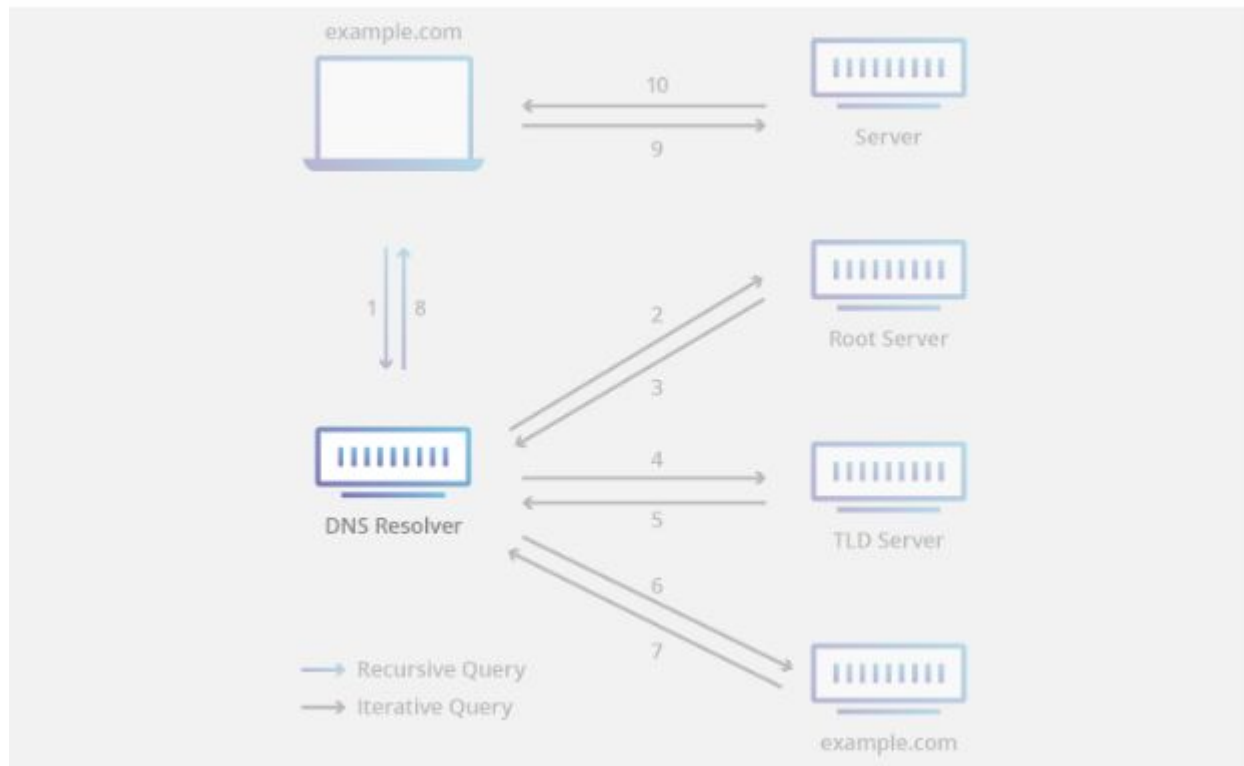 example.com
10
9
Server
1
8
2
3
Root Server
4
5
DNS Resolver
TLD Server
6
7
Recursive Query
Iterative Query
example.com